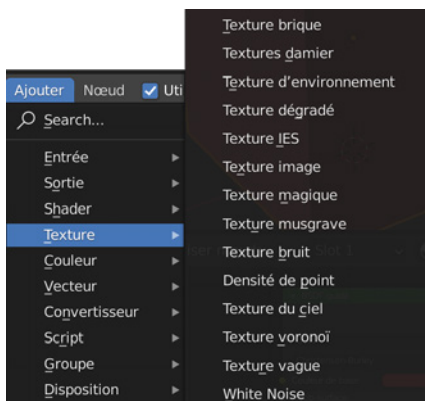 Ajouter Nœud Uti
Search...
Entrée
Sortie
Shader
Texture
Couleur
Vecteur
Convertisseur
Script
Groupe
Disposition
Texture brique
Textures damier
Texture d'environnement
Texture dégradé
Texture IES
Texture image
Texture magique
Texture musgrave
Texture bruit
Densité de point
Texture du ciel
Texture voronoï
Texture vague
White Noise
Slot 1